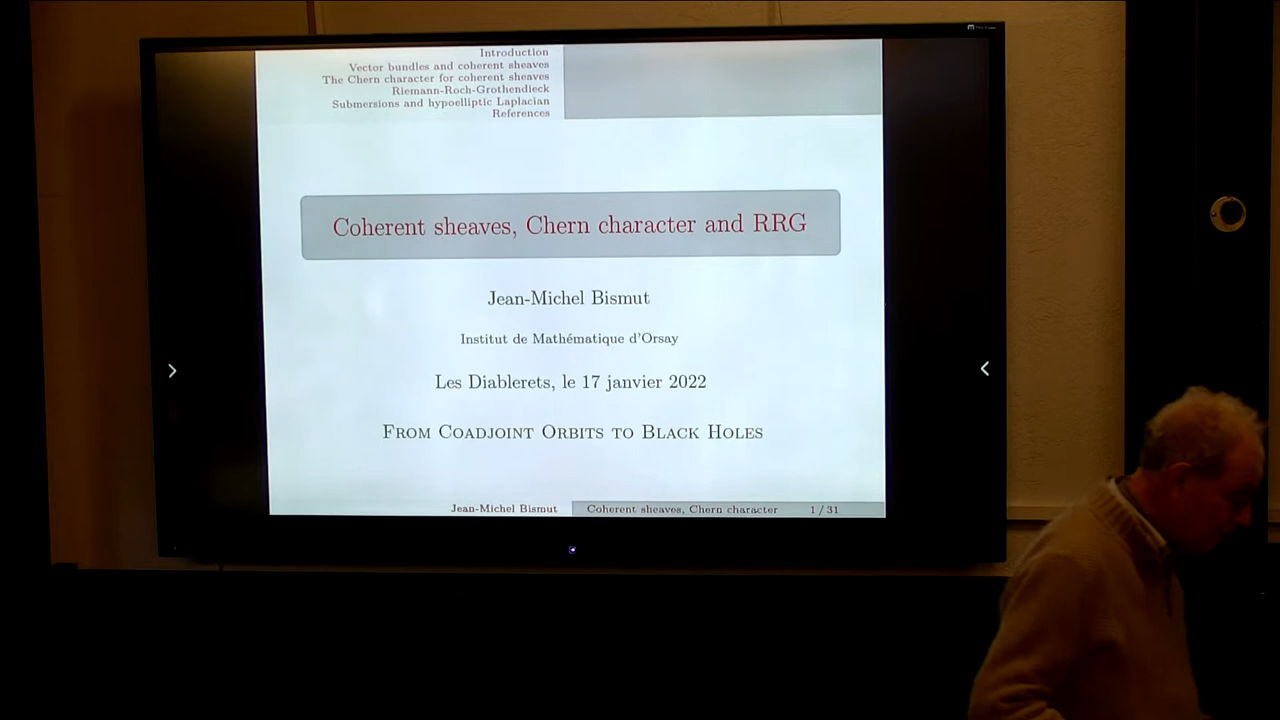 Introduction
Vector bundles and coherent sheaves
The Chern character for coherent sheaves
Riemann-Roch-Grothendieck
Submersions and hypoelliptic Laplacian
References
Coherent sheaves, Chern character and RRG
Jean-Michel Bismut
Institut de Mathématique d'Orsay
Les Diablerets, le 17 janvier 2022
From Coadjoint Orbits to Black Holes
Jean-Michel Bismut
Coherent sheaves, Chern character
1 / 31